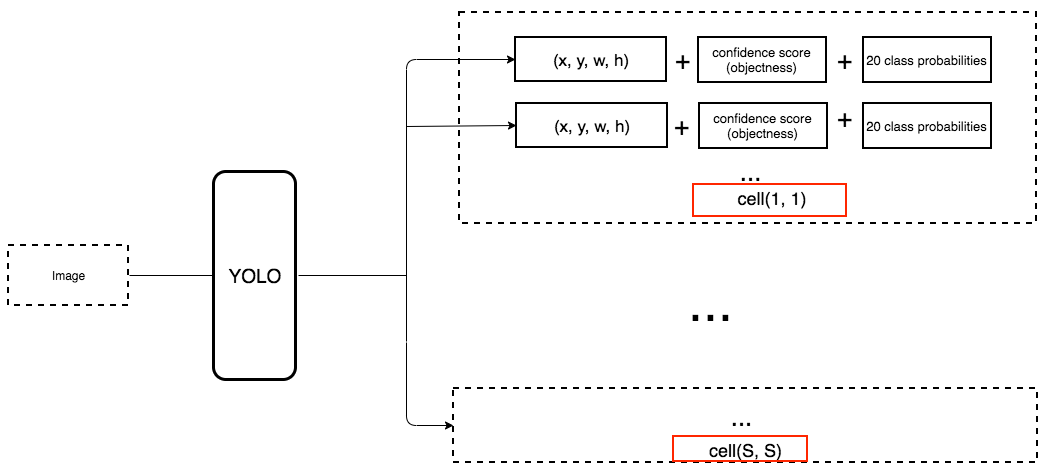 (x, y, w, h) + confidence score (objectness) + 20 class probabilities
(x, y, w, h) + confidence score (objectness) + 20 class probabilities
...
cell(1, 1)
Image
YOLO
...
...
cell(S, S)